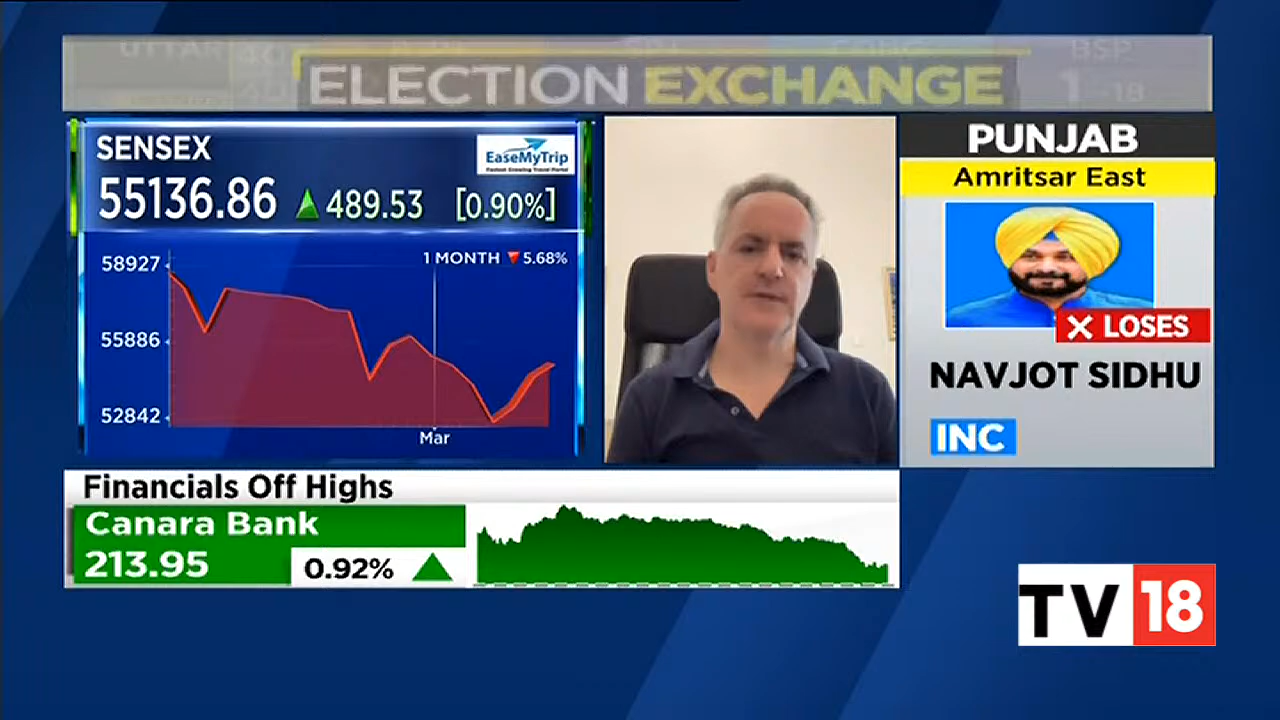 ELECTION EXCHANGE
BSP
SENSEX
EaseMyTrip
55136.86 ▲ 489.53 [0.90%]
1 MONTH ▼ 5.68%
58927
55886
52842
Mar
PUNJAB
Amritsar East
X LOSES
NAVJOT SIDHU
INC
Financials Off Highs
Canara Bank
213.95 0.92% ▲
TV18